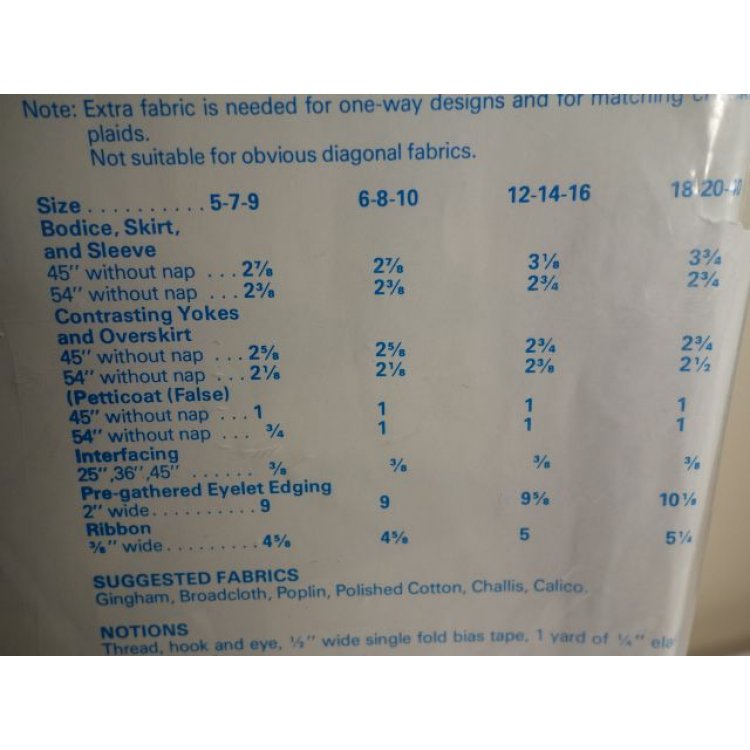 Note: Extra fabric is needed for one-way designs and for matching
plaids.
Not suitable for obvious diagonal fabrics.
Size .......... 5-7-9 6-8-10 12-14-16 18-20-40
Bodice, Skirt,
and Sleeve
45" without nap ... 2⅞ 2⅞ 3⅛ 3¾
54" without nap ... 2⅜ 2⅜ 2¾ 2¾
Contrasting Yokes
and Overskirt
45" without nap ... 2⅝ 2⅝ 2¾ 2¾
54" without nap ... 2⅛ 2⅛ 2⅜ 2½
(Petticoat (False)
45" without nap ... 1 1 1 1
54" without nap ... ¾ 1 1 1
Interfacing
25",36",45" ...... ⅜ ⅜ ⅜ ⅜
Pre-gathered Eyelet Edging
2" wide.......... 9 9 9⅝ 10⅛
Ribbon
⅜" wide......... 4⅝ 4⅝ 5 5¼
SUGGESTED FABRICS
Gingham, Broadcloth, Poplin, Polished Cotton, Challis, Calico.
NOTIONS
Thread, hook and eye, ½" wide single fold bias tape, 1 yard of ¼" ela